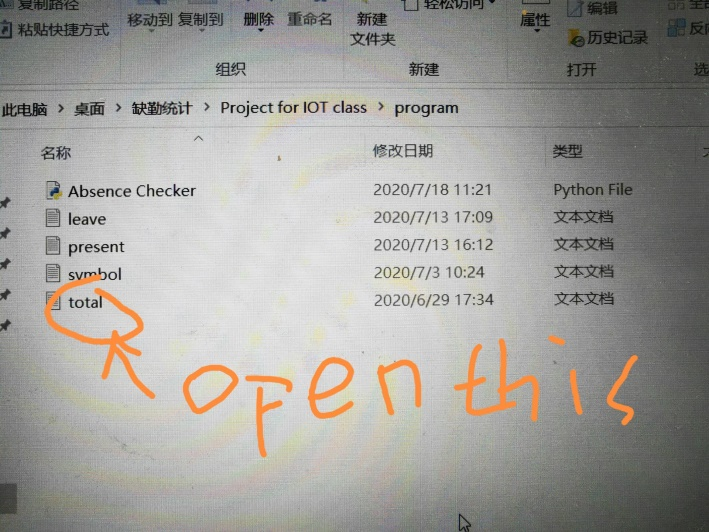 复制路径 轻松访问 编辑
粘贴快捷方式 移动到 复制到 删除 重命名 新建 属性 历史记录
文件夹
组织 新建 打开
此电脑 > 桌面 > 缺勤统计 > Project for IOT class > program
名称 修改日期 类型
Absence Checker 2020/7/18 11:21 Python File
leave 2020/7/13 17:09 文本文档
present 2020/7/13 16:12 文本文档
symbol 2020/7/3 10:24 文本文档
total 2020/6/29 17:34 文本文档
open this